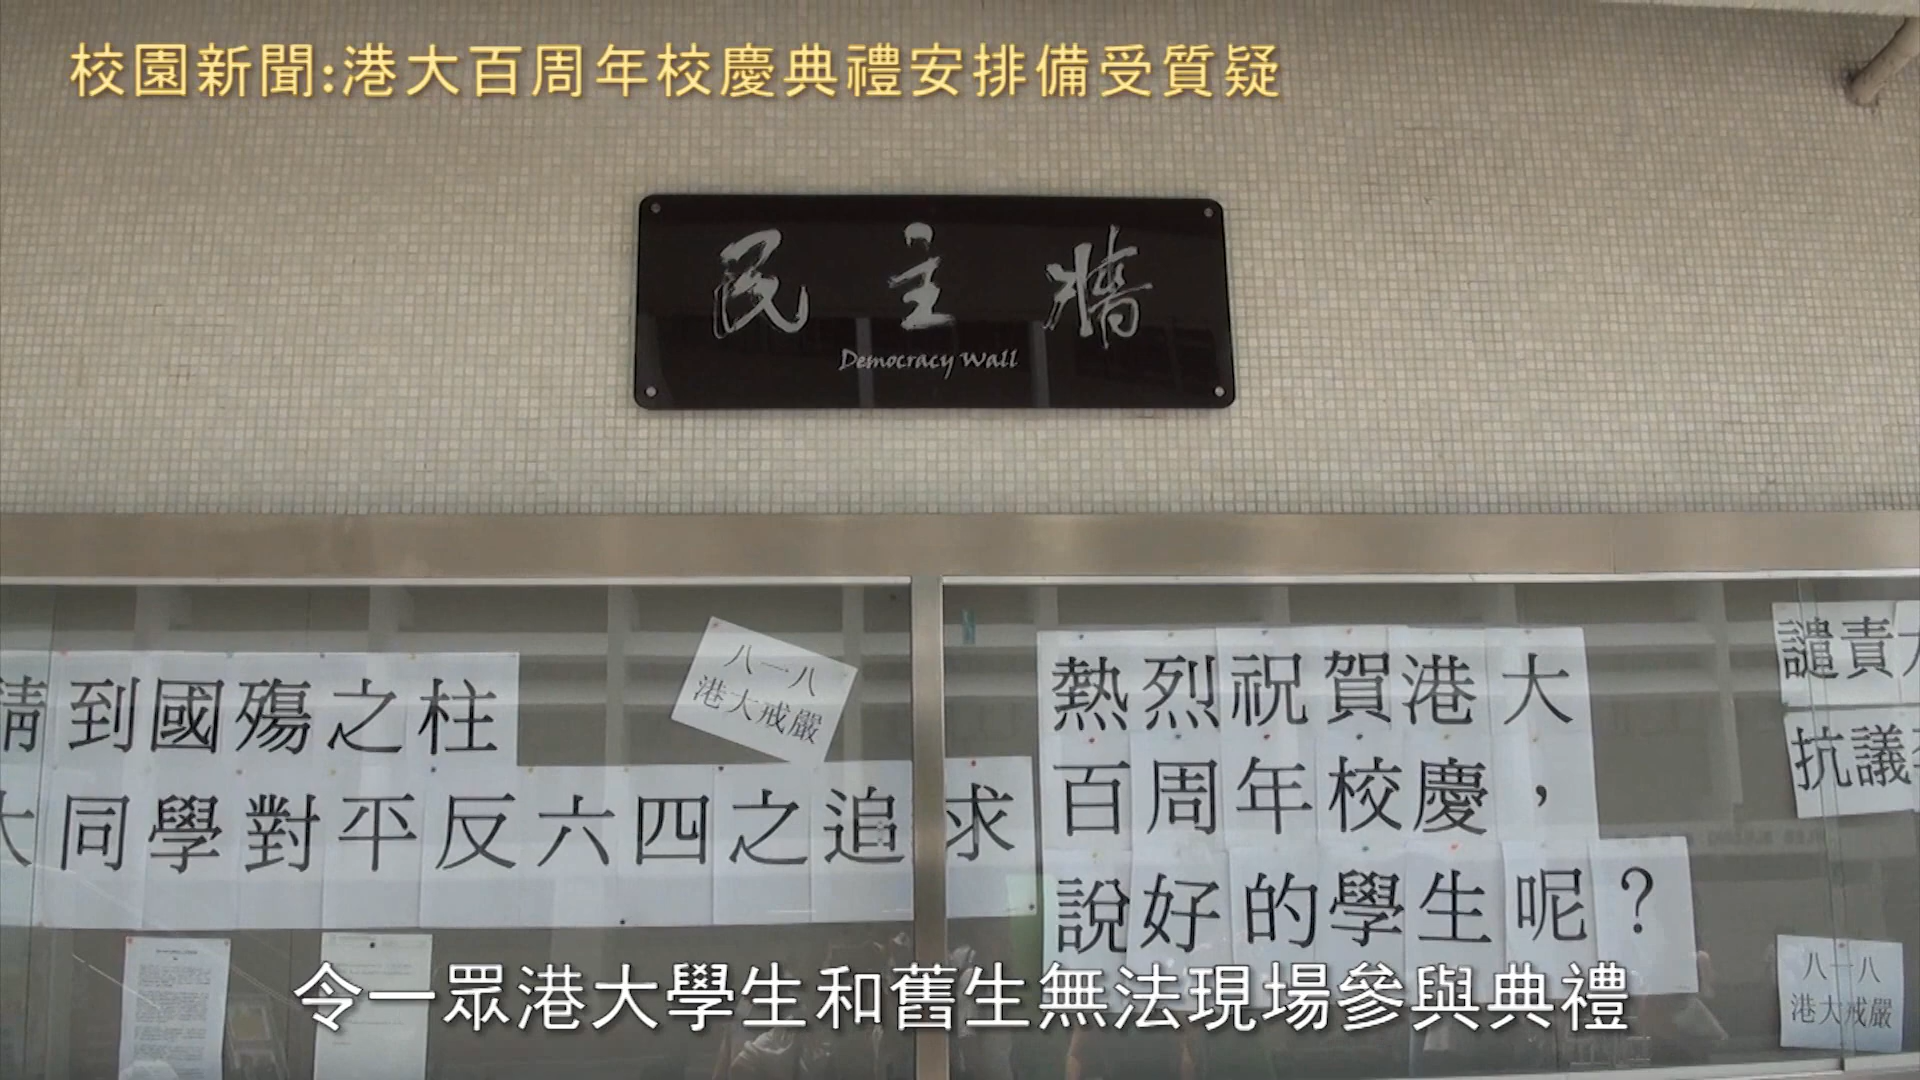 校園新聞:港大百周年校慶典禮安排備受質疑
民主牆
Democracy Wall
請到國殤之柱
大同學對平反六四之追求
八一八
港大戒嚴
熱烈祝賀港大
百周年校慶，
說好的學生呢？
譴責
抗議
八一八
港大戒嚴
令一眾港大學生和舊生無法現場參與典禮